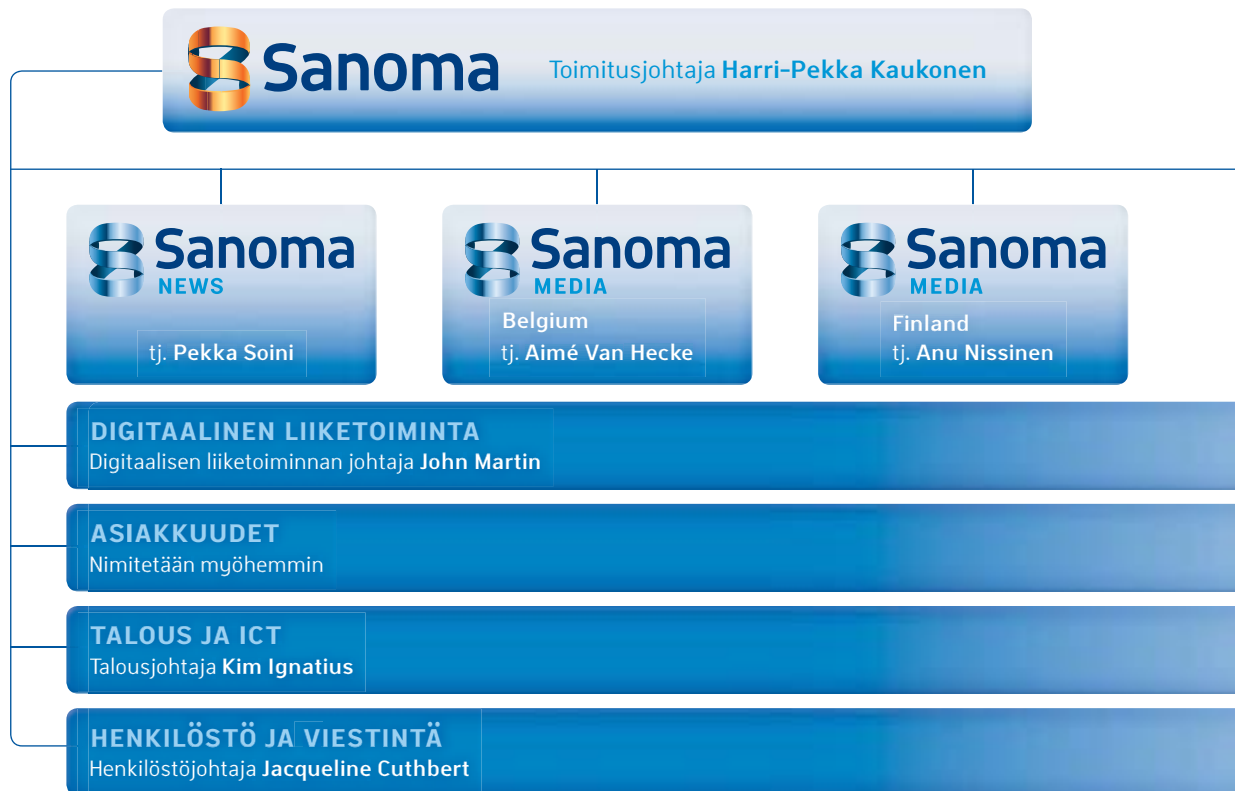 Sanoma
Toimitusjohtaja Harri-Pekka Kaukonen
Sanoma
NEWS
tj. Pekka Soini
Sanoma
MEDIA
Belgium
tj. Aimé Van Hecke
Sanoma
MEDIA
Finland
tj. Anu Nissinen
DIGITAALINEN LIIKETOIMINTA
Digitaalisen liiketoiminnan johtaja John Martin
ASIAKKUUDET
Nimitetään myöhemmin
TALOUS JA ICT
Talousjohtaja Kim Ignatius
HENKILÖSTÖ JA VIESTINTÄ
Henkilöstöjohtaja Jacqueline Cuthbert